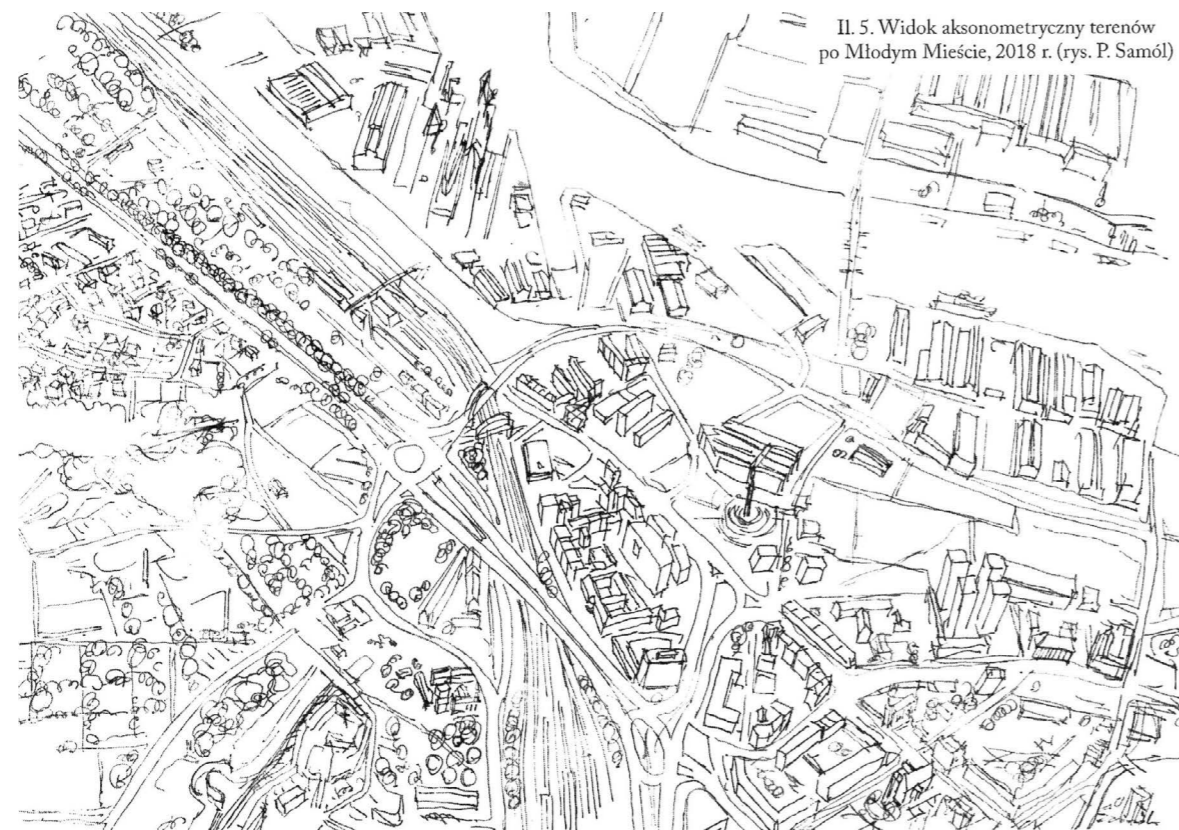 Il. 5. Widok aksonometryczny terenów
po Młodym Mieście, 2018 r. (rys. P. Samól)